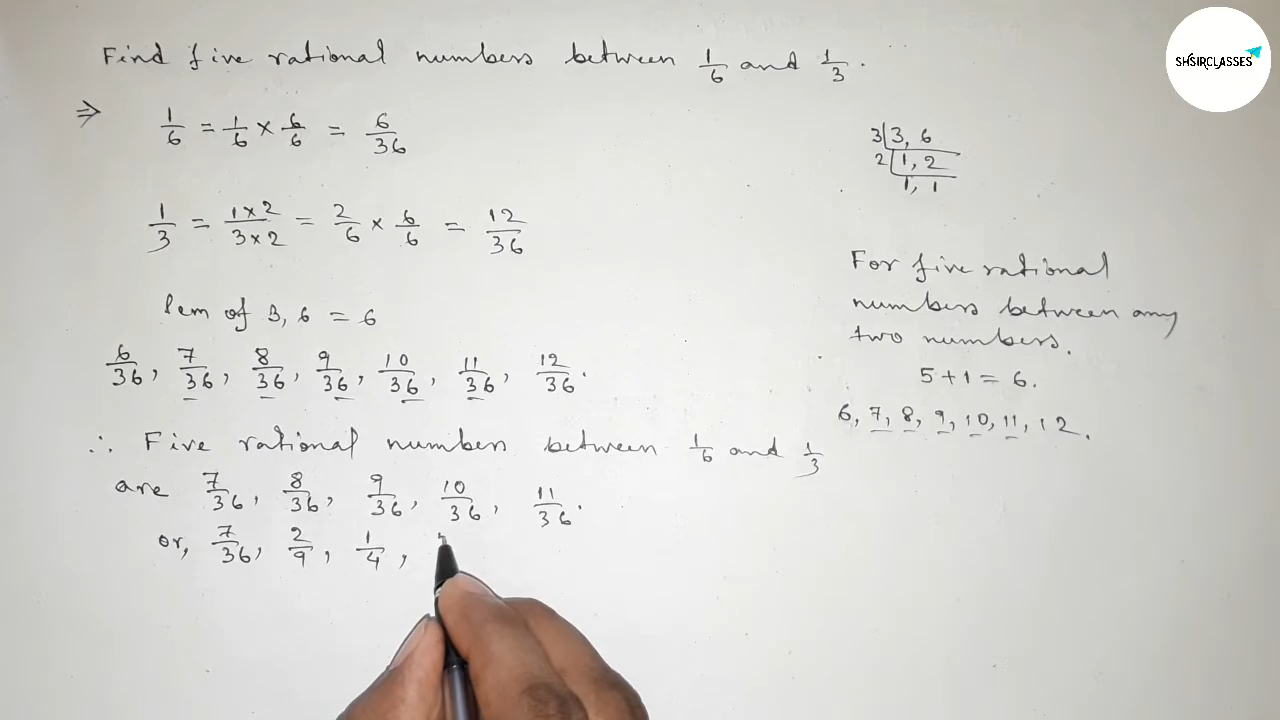 Find five rational numbers between 1/6 and 1/3.
SHSIRCLASSES
⇒ 1/6 = 1/6 × 6/6 = 6/36
3 | 3, 6
2 | 1, 2
1, 1
1/3 = 1×2/3×2 = 2/6 × 6/6 = 12/36
lcm of 3, 6 = 6
6/36, 7/36, 8/36, 9/36, 10/36, 11/36, 12/36.
∴ Five rational numbers between 1/6 and 1/3
are 7/36, 8/36, 9/36, 10/36, 11/36.
or, 7/36, 2/9, 1/4,
For five rational
numbers between any
two numbers.
5+1 = 6.
6, 7, 8, 9, 10, 11, 12.